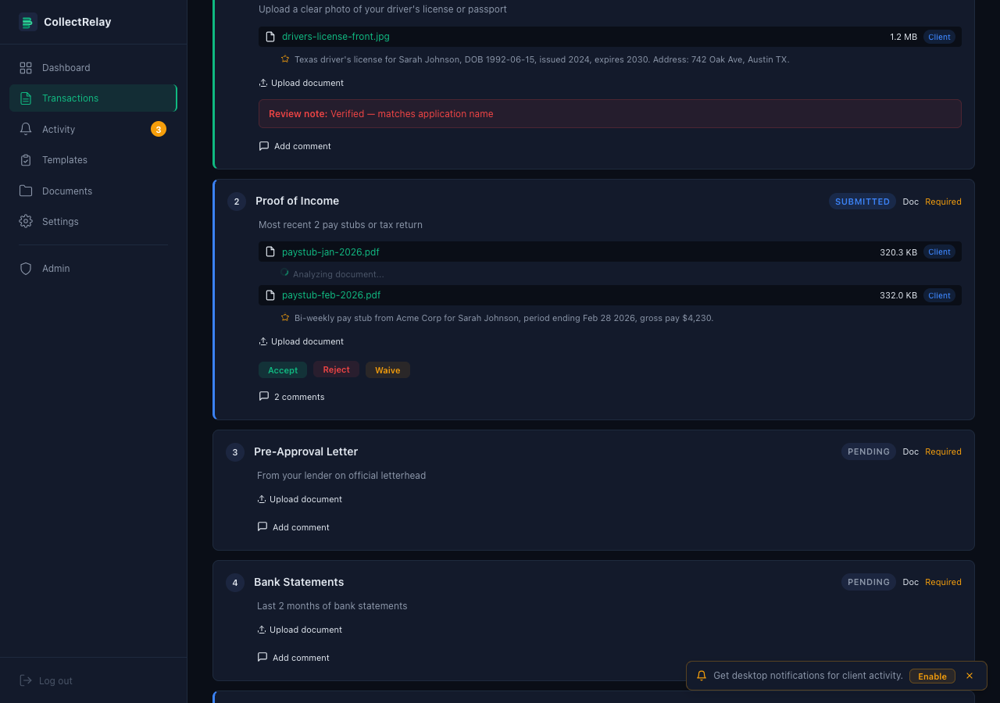 CollectRelay
Dashboard
Transactions
Activity
3
Templates
Documents
Settings
Admin
Log out
Upload a clear photo of your driver's license or passport
drivers-license-front.jpg
1.2 MB
Client
Texas driver's license for Sarah Johnson, DOB 1992-06-15, issued 2024, expires 2030. Address: 742 Oak Ave, Austin TX.
Upload document
Review note: Verified — matches application name
Add comment
2
Proof of Income
SUBMITTED
Doc
Required
Most recent 2 pay stubs or tax return
paystub-jan-2026.pdf
320.3 KB
Client
Analyzing document...
paystub-feb-2026.pdf
332.0 KB
Client
Bi-weekly pay stub from Acme Corp for Sarah Johnson, period ending Feb 28 2026, gross pay $4,230.
Upload document
Accept
Reject
Waive
2 comments
3
Pre-Approval Letter
PENDING
Doc
Required
From your lender on official letterhead
Upload document
Add comment
4
Bank Statements
PENDING
Doc
Required
Last 2 months of bank statements
Upload document
Add comment
Get desktop notifications for client activity.
Enable